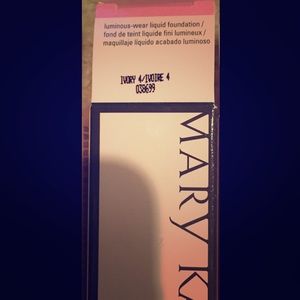 luminous-wear liquid foundation /
fond de teint liquide fini lumineux /
maquillaje líquido acabado luminoso
IVORY 4/IVOIRE 4
038699
MARY K